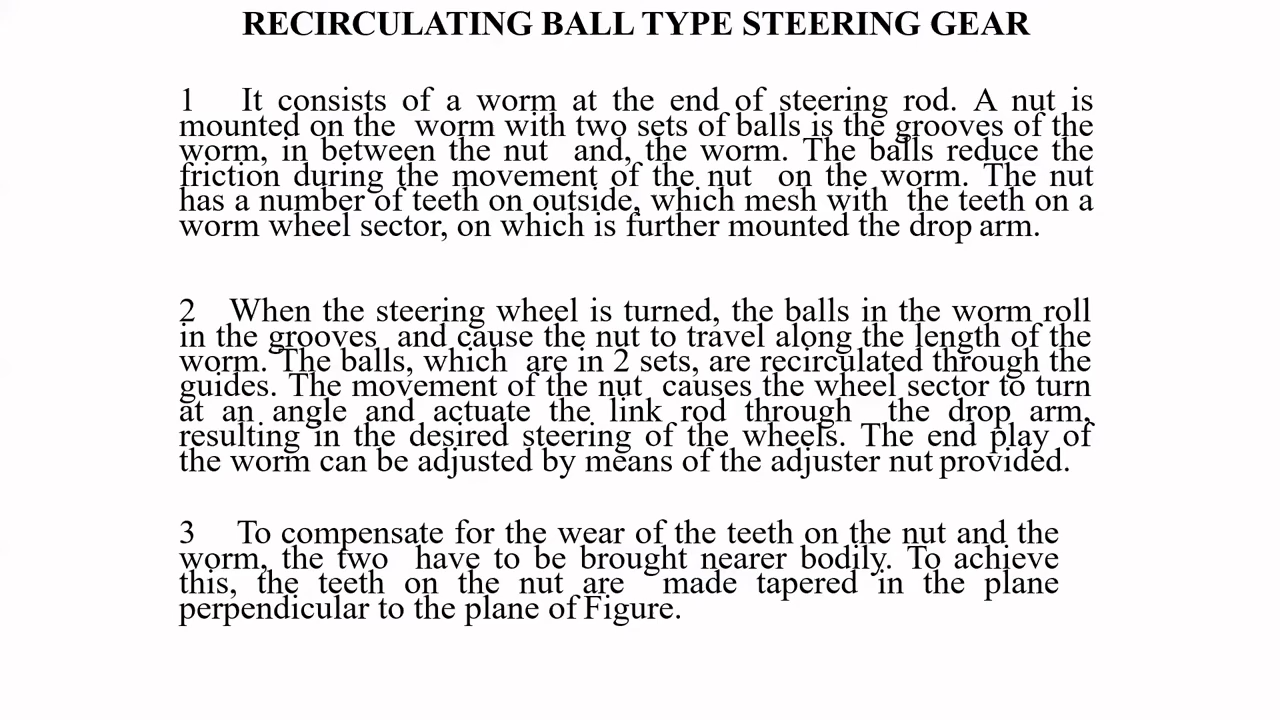 RECIRCULATING BALL TYPE STEERING GEAR
1 It consists of a worm at the end of steering rod. A nut is
mounted on the worm with two sets of balls is the grooves of the
worm, in between the nut and, the worm. The balls reduce the
friction during the movement of the nut on the worm. The nut
has a number of teeth on outside, which mesh with the teeth on a
worm wheel sector, on which is further mounted the drop arm.
2 When the steering wheel is turned, the balls in the worm roll
in the grooves and cause the nut to travel along the length of the
worm. The balls, which are in 2 sets, are recirculated through the
guides. The movement of the nut causes the wheel sector to turn
at an angle and actuate the link rod through the drop arm,
resulting in the desired steering of the wheels. The end play of
the worm can be adjusted by means of the adjuster nut provided.
3 To compensate for the wear of the teeth on the nut and the
worm, the two have to be brought nearer bodily. To achieve
this, the teeth on the nut are made tapered in the plane
perpendicular to the plane of Figure.